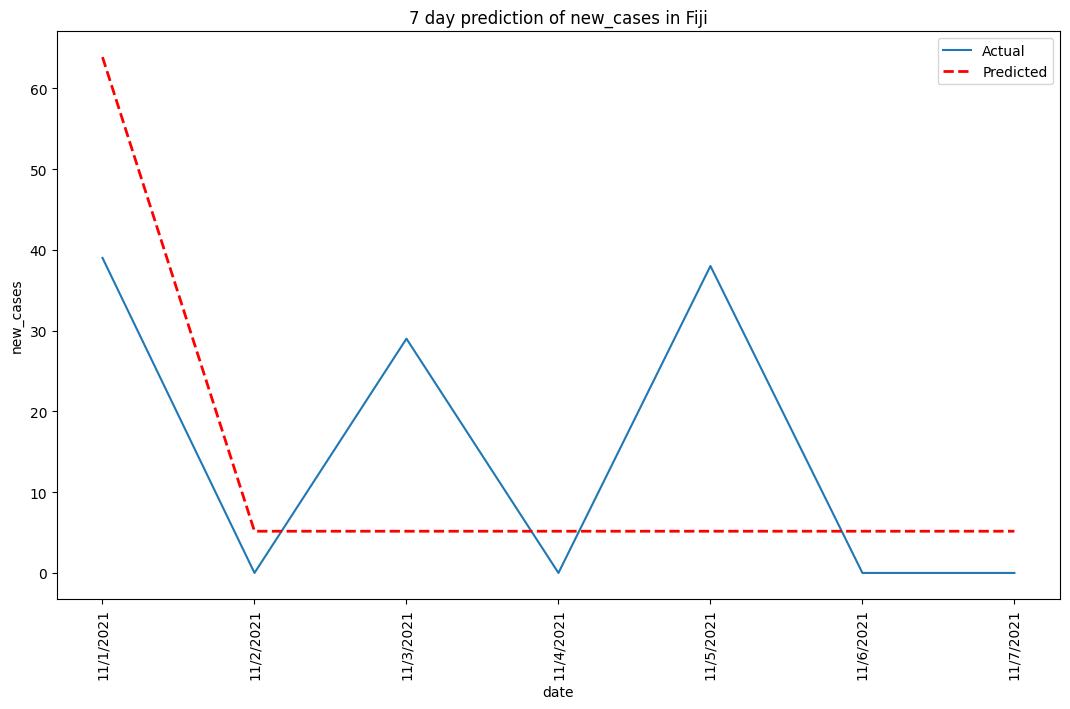 7 day prediction of new_cases in Fiji
Actual
Predicted
new_cases
60
50
40
30
20
10
0
11/1/2021
11/2/2021
11/3/2021
11/4/2021
11/5/2021
11/6/2021
11/7/2021
date